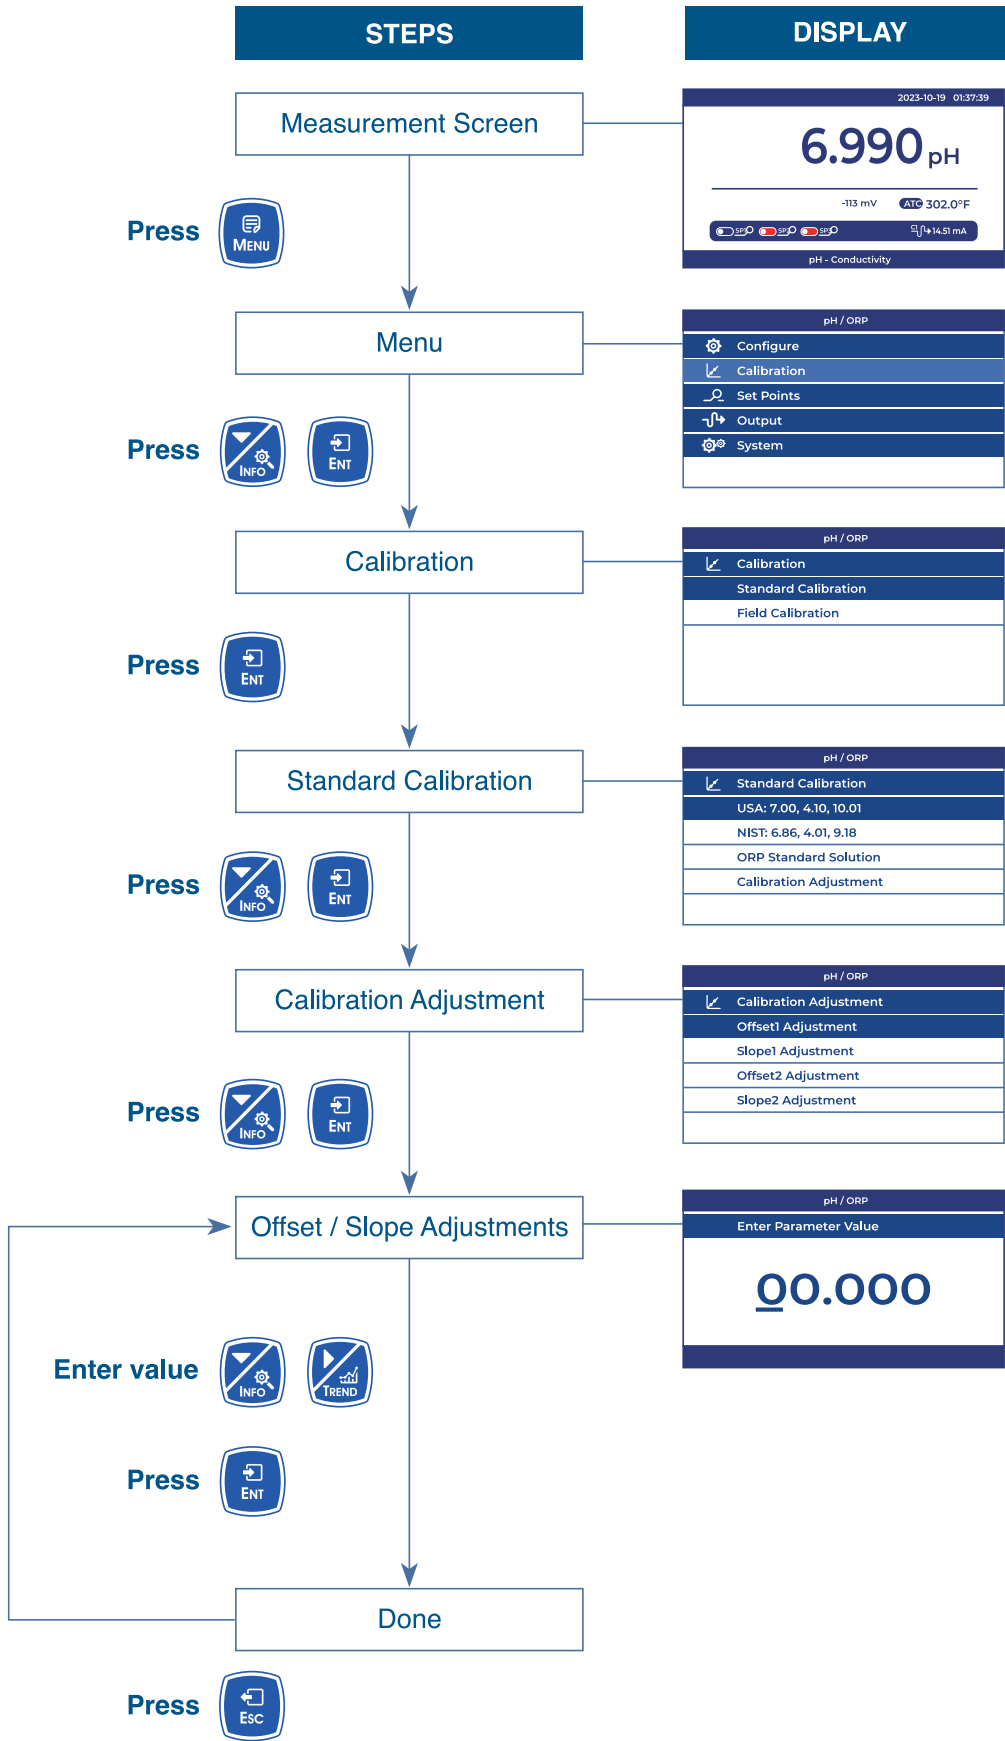 STEPS
DISPLAY
Measurement Screen
2023-10-19 01:37:39
6.990 pH
-113 mV ATC 302.0°F
SP1 SP2 SP3 14.51 mA
pH - Conductivity
Press
MENU
Menu
pH / ORP
Configure
Calibration
Set Points
Output
System
Press
INFO
ENT
Calibration
pH / ORP
Calibration
Standard Calibration
Field Calibration
Press
ENT
Standard Calibration
pH / ORP
Standard Calibration
USA: 7.00, 4.10, 10.01
NIST: 6.86, 4.01, 9.18
ORP Standard Solution
Calibration Adjustment
Press
INFO
ENT
Calibration Adjustment
pH / ORP
Calibration Adjustment
Offset1 Adjustment
Slope1 Adjustment
Offset2 Adjustment
Slope2 Adjustment
Press
INFO
ENT
Offset / Slope Adjustments
pH / ORP
Enter Parameter Value
00.000
Enter value
INFO
TREND
Press
ENT
Done
Press
ESC